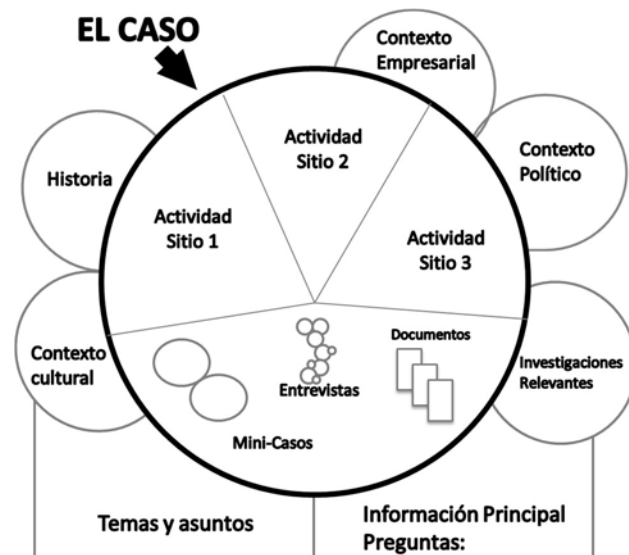 EL CASO
Contexto
Empresarial
Actividad
Sitio 2
Contexto
Político
Historia
Actividad
Sitio 1
Actividad
Sitio 3
Documentos
Contexto
cultural
Investigaciones
Relevantes
Entrevistas
Mini-Casos
Temas y asuntos
Información Principal
Preguntas: